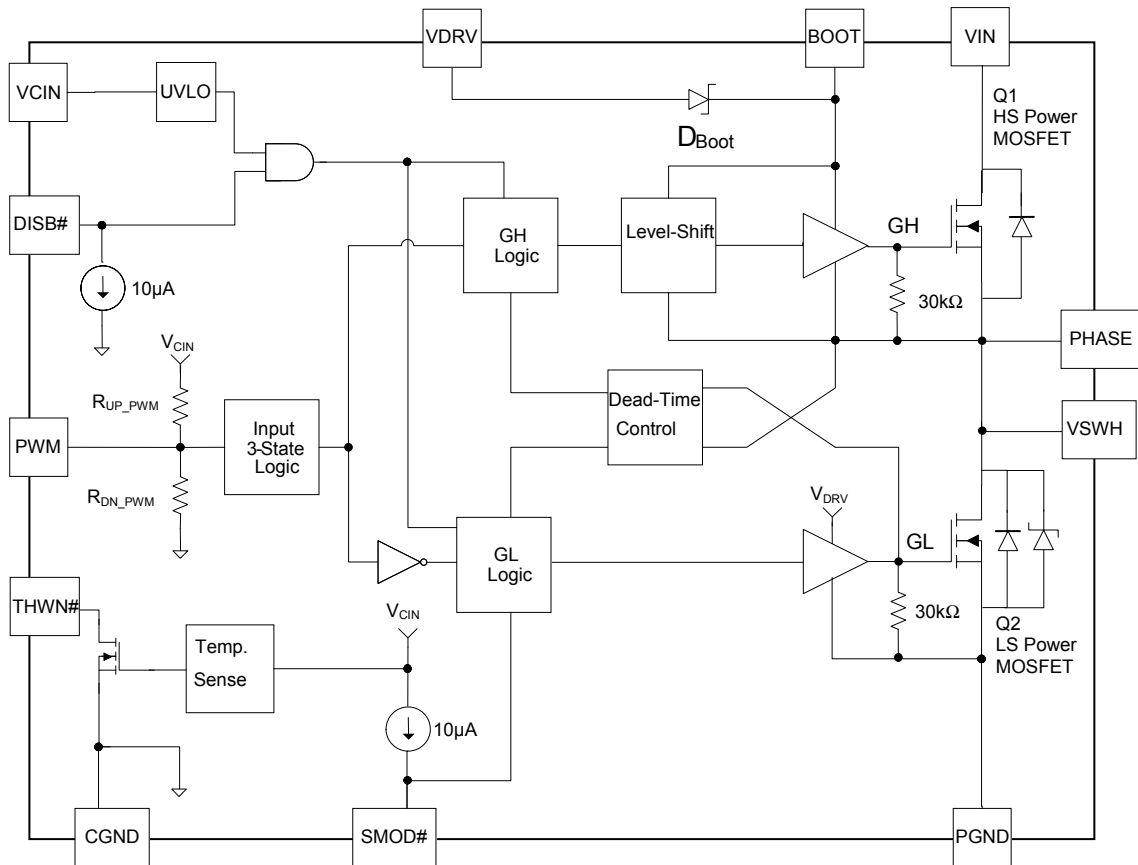 VDRV
BOOT
VIN
VCIN
UVLO
DBoot
Q1
HS Power
MOSFET
DISB#
GH
Logic
Level-Shift
GH
10µA
30kΩ
VCIN
PHASE
RUP_PWM
Dead-Time
Control
PWM
Input
3-State
Logic
VSWH
RDN_PWM
VDRV
GL
Logic
GL
THWN#
VCIN
30kΩ
Temp.
Sense
Q2
LS Power
MOSFET
10µA
CGND
SMOD#
PGND